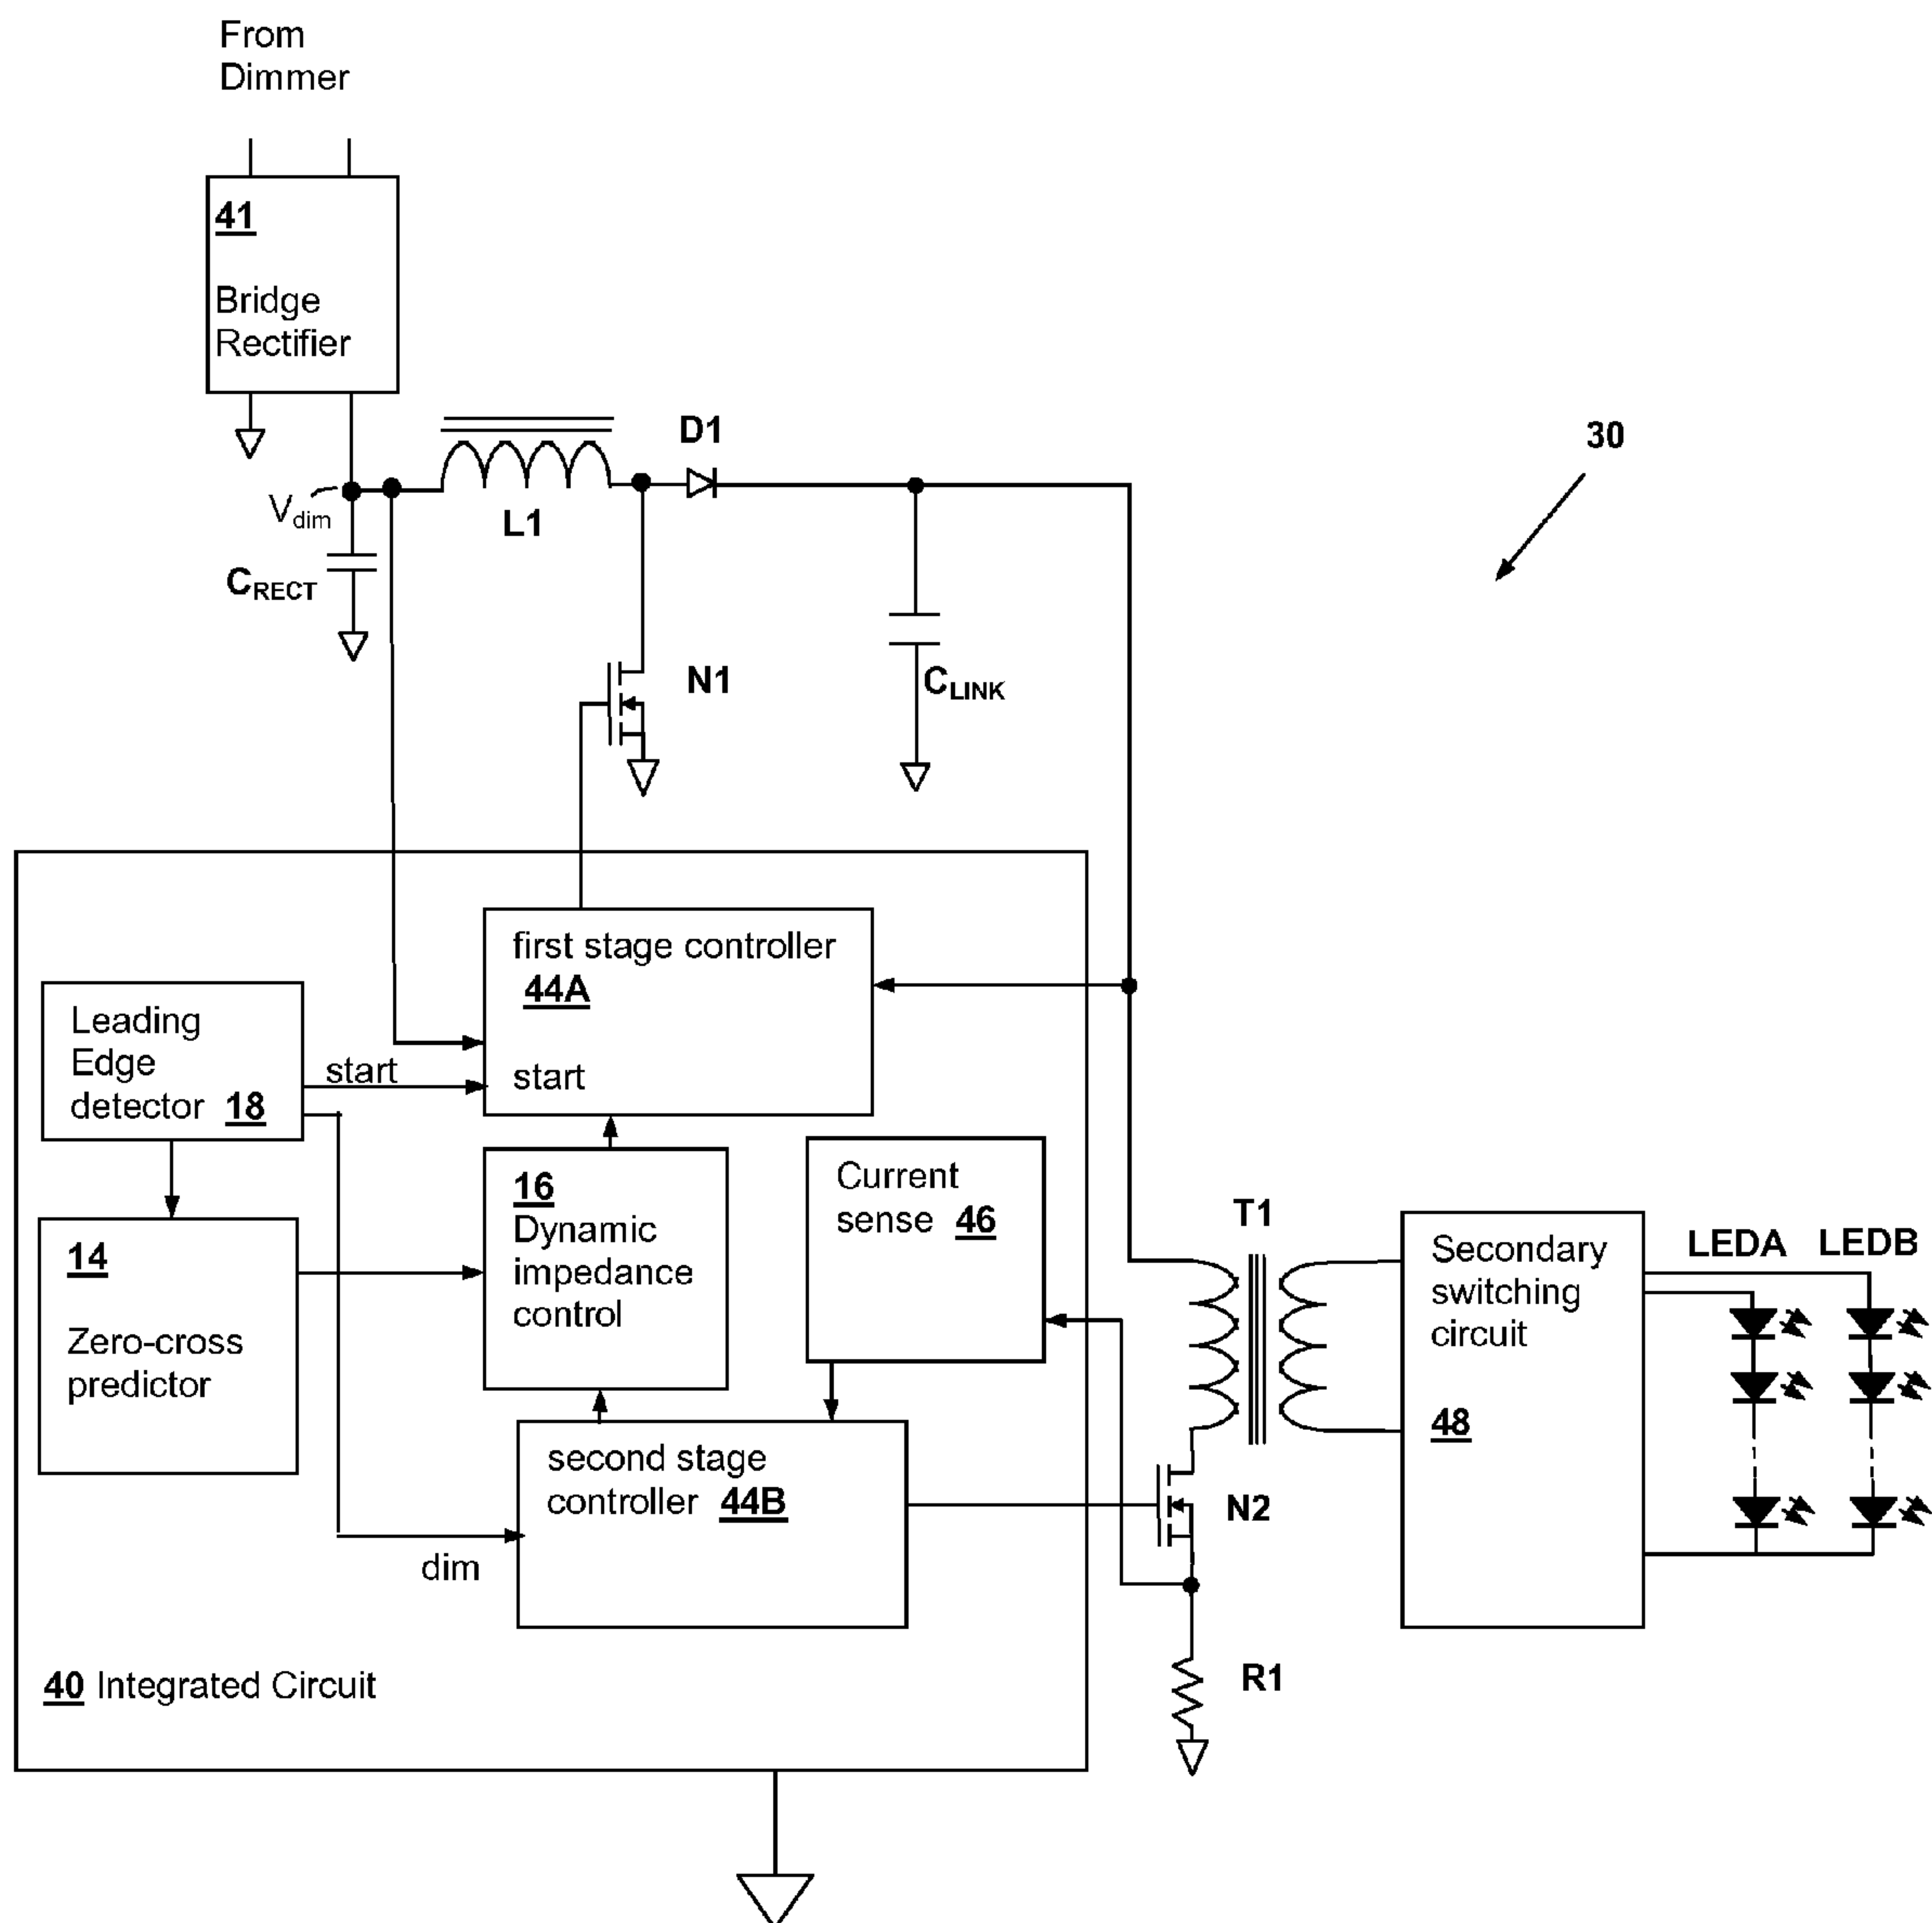 From
Dimmer
41
Bridge
Rectifier
D1
30
Vdim
L1
CRECT
N1
CLINK
first stage controller
44A
Leading
Edge
detector 18
start
start
16
Dynamic
impedance
control
Current
sense 46
T1
14
Zero-cross
predictor
Secondary
switching
circuit
48
LEDA LEDB
second stage
controller 44B
N2
dim
R1
40 Integrated Circuit